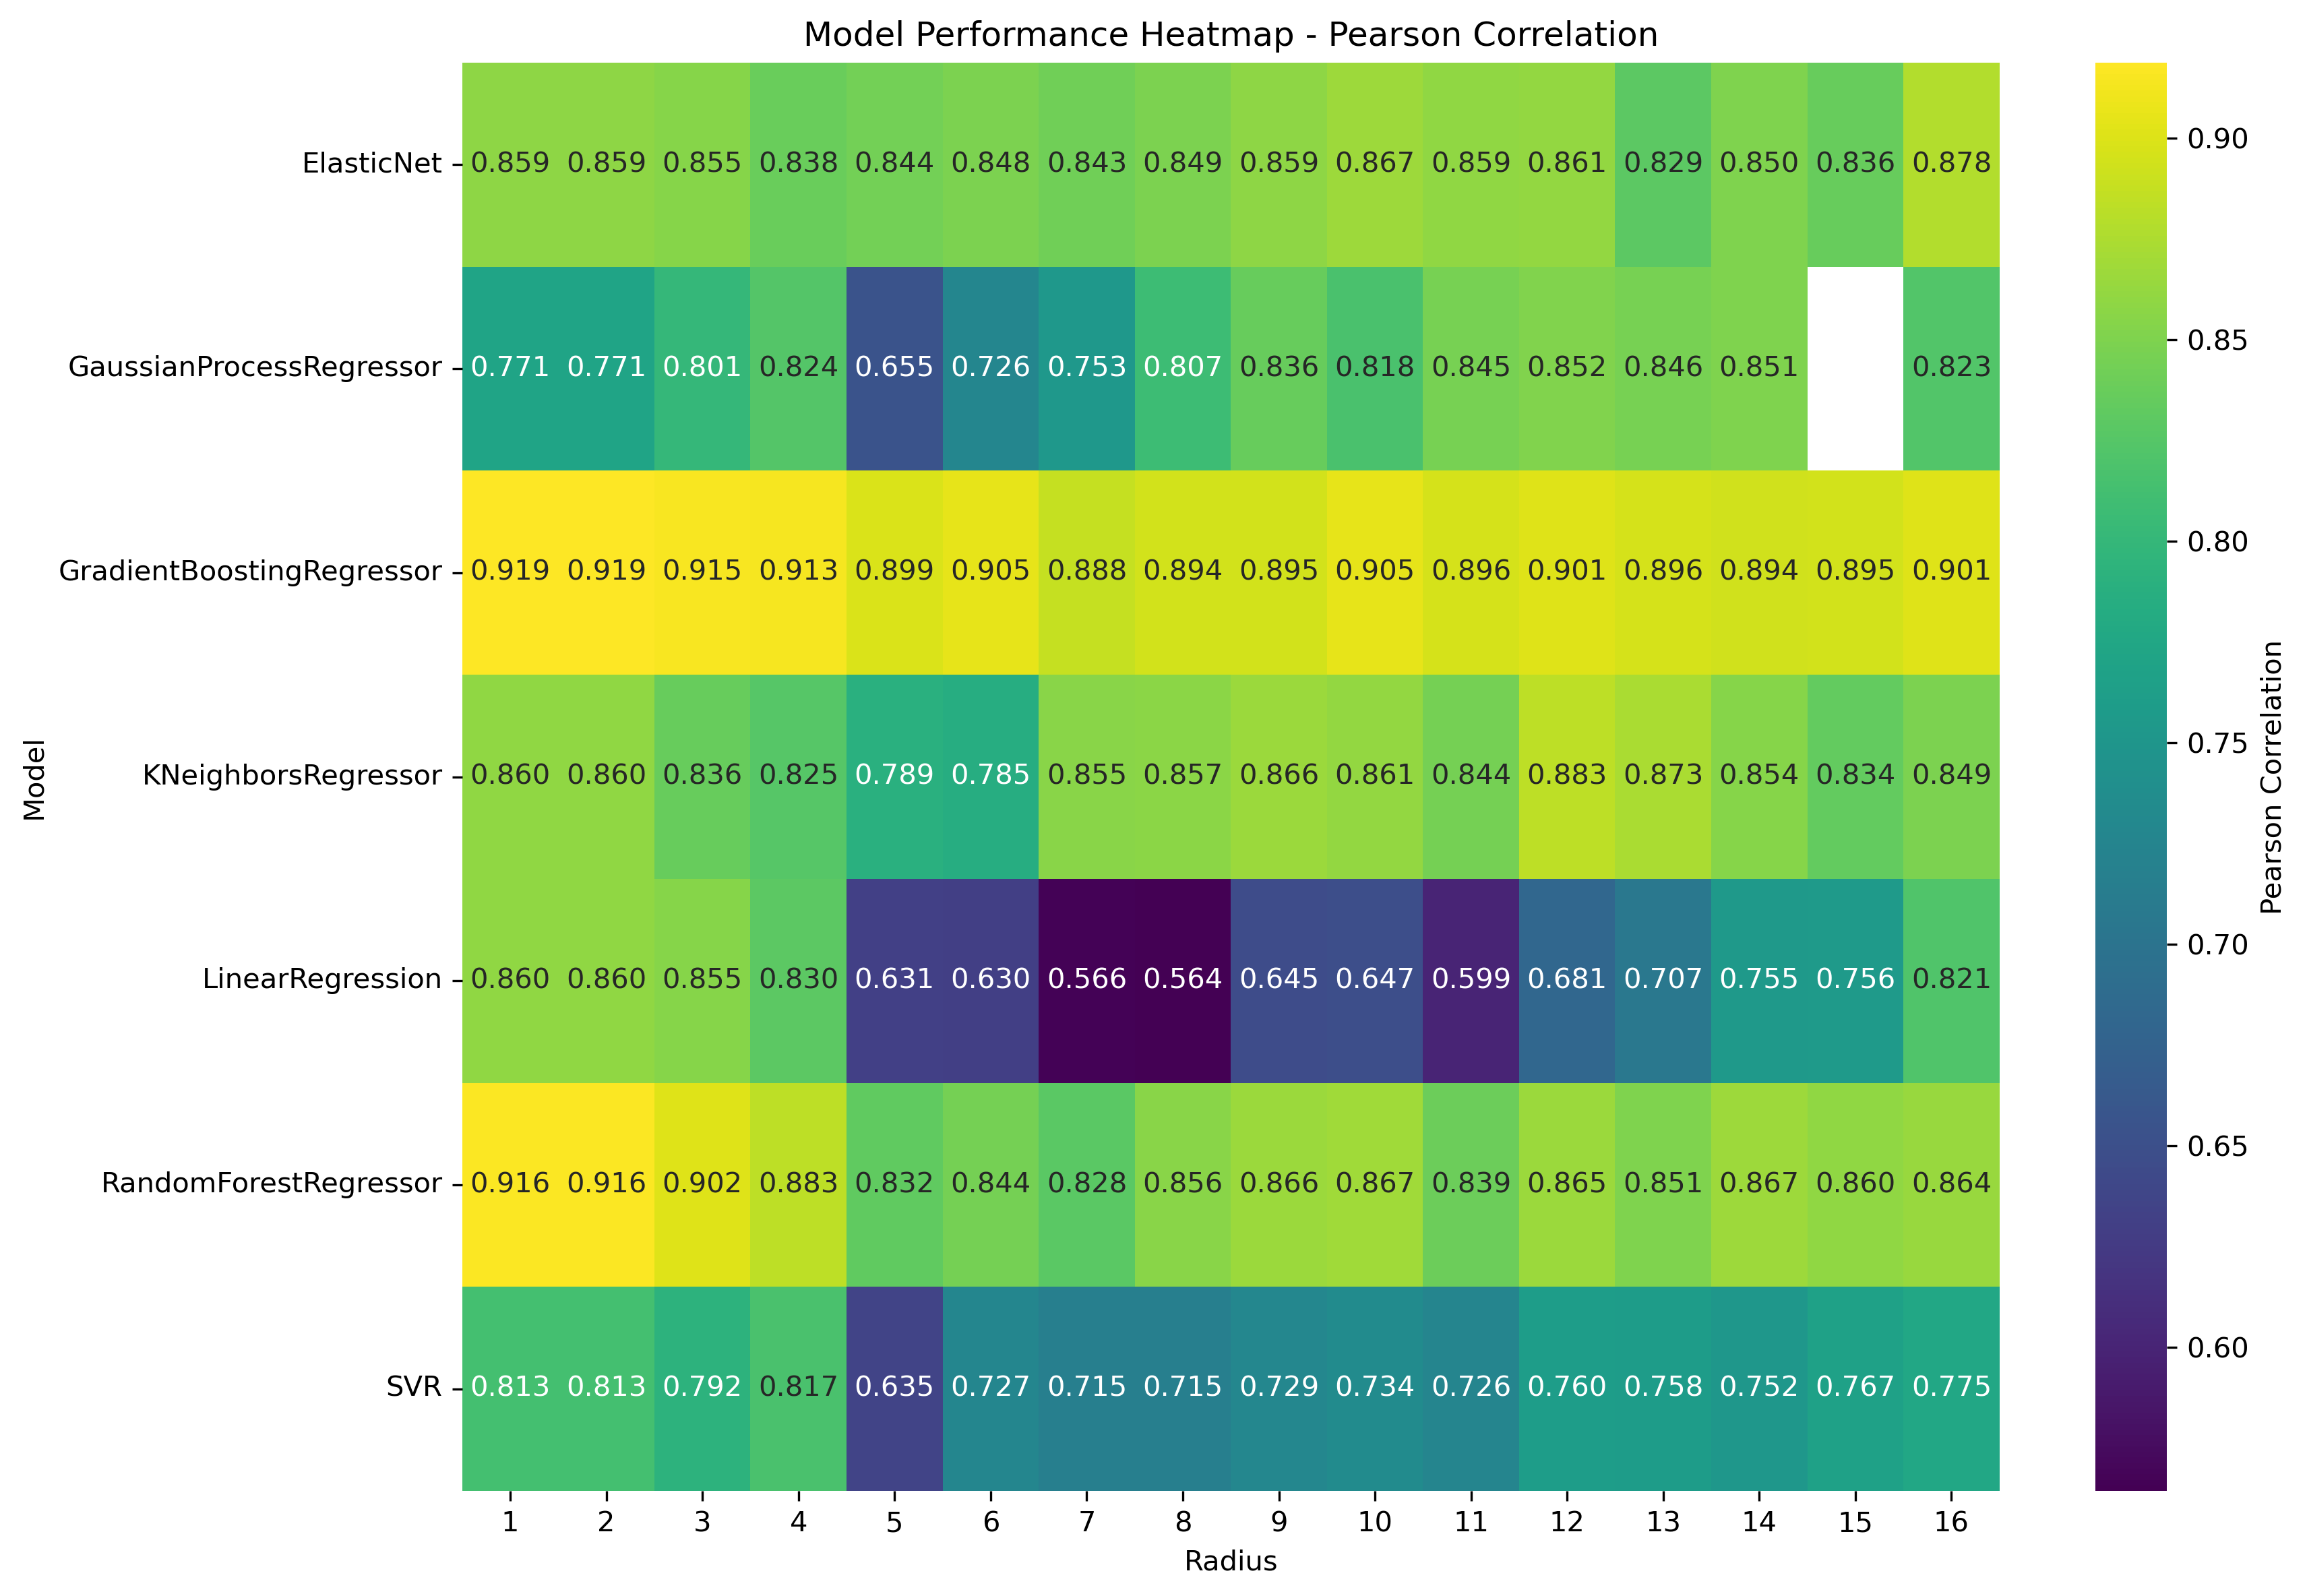 Model Performance Heatmap - Pearson Correlation
Model
ElasticNet 0.859 0.859 0.855 0.838 0.844 0.848 0.843 0.849 0.859 0.867 0.859 0.861 0.829 0.850 0.836 0.878
GaussianProcessRegressor 0.771 0.771 0.801 0.824 0.655 0.726 0.753 0.807 0.836 0.818 0.845 0.852 0.846 0.851 0.823
GradientBoostingRegressor 0.919 0.919 0.915 0.913 0.899 0.905 0.888 0.894 0.895 0.905 0.896 0.901 0.896 0.894 0.895 0.901
KNeighborsRegressor 0.860 0.860 0.836 0.825 0.789 0.785 0.855 0.857 0.866 0.861 0.844 0.883 0.873 0.854 0.834 0.849
LinearRegression 0.860 0.860 0.855 0.830 0.631 0.630 0.566 0.564 0.645 0.647 0.599 0.681 0.707 0.755 0.756 0.821
RandomForestRegressor 0.916 0.916 0.902 0.883 0.832 0.844 0.828 0.856 0.866 0.867 0.839 0.865 0.851 0.867 0.860 0.864
SVR 0.813 0.813 0.792 0.817 0.635 0.727 0.715 0.715 0.729 0.734 0.726 0.760 0.758 0.752 0.767 0.775
1 2 3 4 5 6 7 8 9 10 11 12 13 14 15 16
Radius
0.90
0.85
0.80
0.75
0.70
0.65
0.60
Pearson Correlation